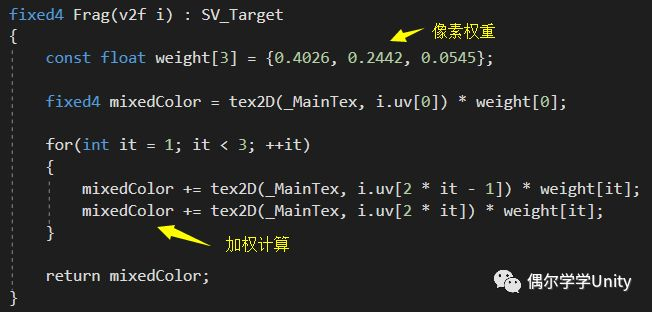 fixed4 Frag(v2f i) : SV_Target
{
像素权重
const float weight[3] = {0.4026, 0.2442, 0.0545};
fixed4 mixedColor = tex2D(_MainTex, i.uv[0]) * weight[0];
for(int it = 1; it < 3; ++it)
{
mixedColor += tex2D(_MainTex, i.uv[2 * it - 1]) * weight[it];
mixedColor += tex2D(_MainTex, i.uv[2 * it]) * weight[it];
}
加权计算
return mixedColor;
偶尔学学Unity
}